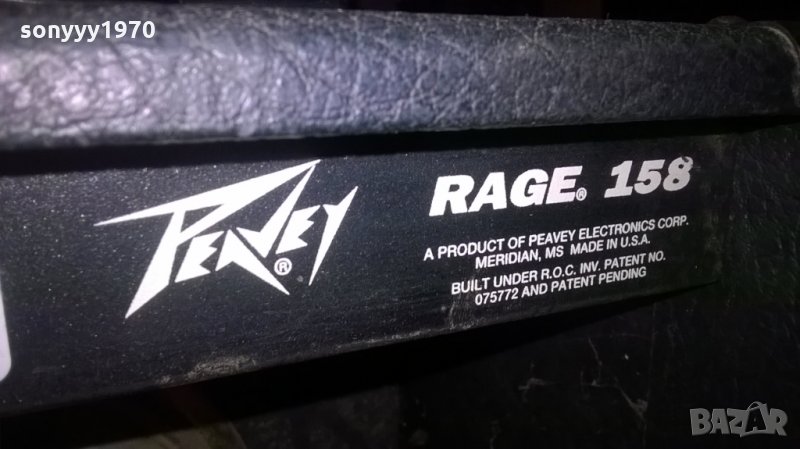 sonyyy1970
PEAVEY®
RAGE® 158
A PRODUCT OF PEAVEY ELECTRONICS CORP.
MERIDIAN, MS MADE IN U.S.A.
BUILT UNDER R.O.C. INV. PATENT NO.
075772 AND PATENT PENDING
BAZAR